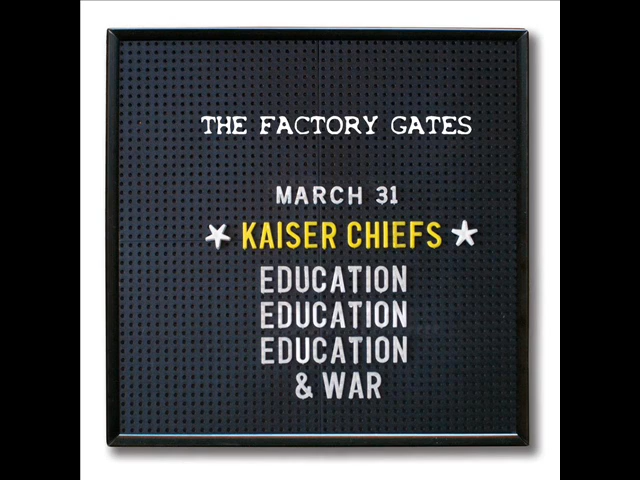 THE FACTORY GATES
MARCH 31
KAISER CHIEFS
EDUCATION
EDUCATION
EDUCATION
& WAR